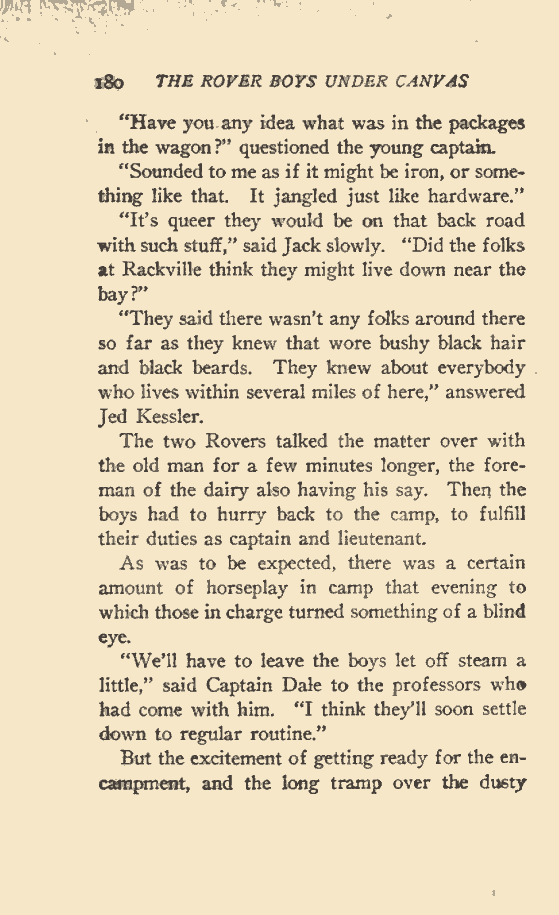 180 THE ROVER BOYS UNDER CANVAS
“Have you any idea what was in the packages
in the wagon?” questioned the young captain.
“Sounded to me as if it might be iron, or some-
thing like that. It jangled just like hardware.”
“It’s queer they would be on that back road
with such stuff,” said Jack slowly. “Did the folks
at Rackville think they might live down near the
bay?”
“They said there wasn’t any folks around there
so far as they knew that wore bushy black hair
and black beards. They knew about everybody
who lives within several miles of here,” answered
Jed Kessler.
The two Rovers talked the matter over with
the old man for a few minutes longer, the fore-
man of the dairy also having his say. Then the
boys had to hurry back to the camp, to fulfill
their duties as captain and lieutenant.
As was to be expected, there was a certain
amount of horseplay in camp that evening to
which those in charge turned something of a blind
eye.
“We’ll have to leave the boys let off steam a
little,” said Captain Dale to the professors who
had come with him. “I think they’ll soon settle
down to regular routine.”
But the excitement of getting ready for the en-
campment, and the long tramp over the dusty